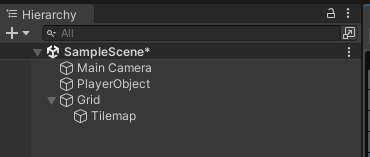 Hierarchy
All
SampleScene*
Main Camera
PlayerObject
Grid
Tilemap